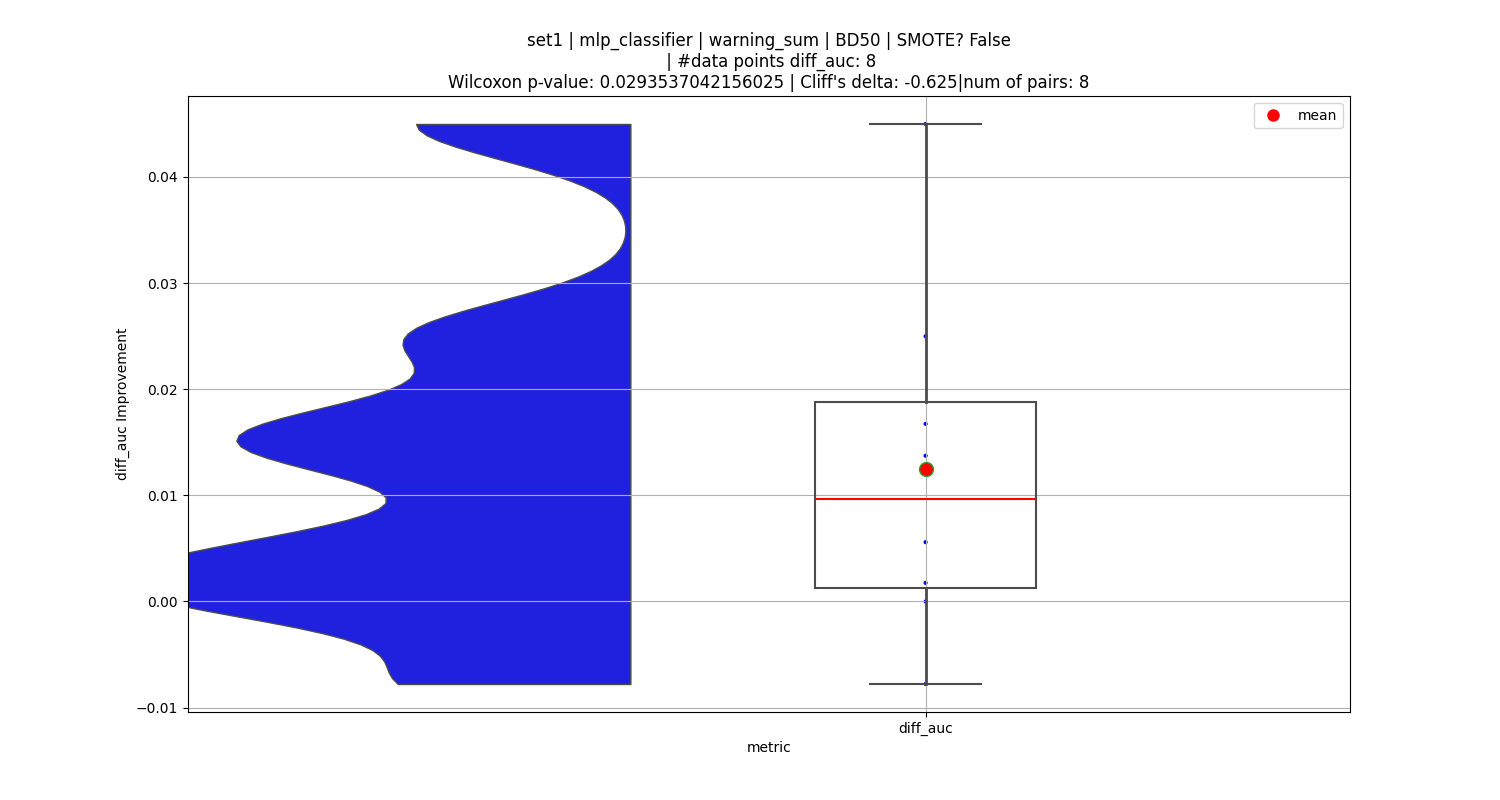 set1 | mlp_classifier | warning_sum | BD50 | SMOTE? False
| #data points diff_auc: 8
Wilcoxon p-value: 0.0293537042156025 | Cliff's delta: -0.625|num of pairs: 8
mean
0.04
0.03
0.02
0.01
0.00
−0.01
diff_auc Improvement
diff_auc
metric